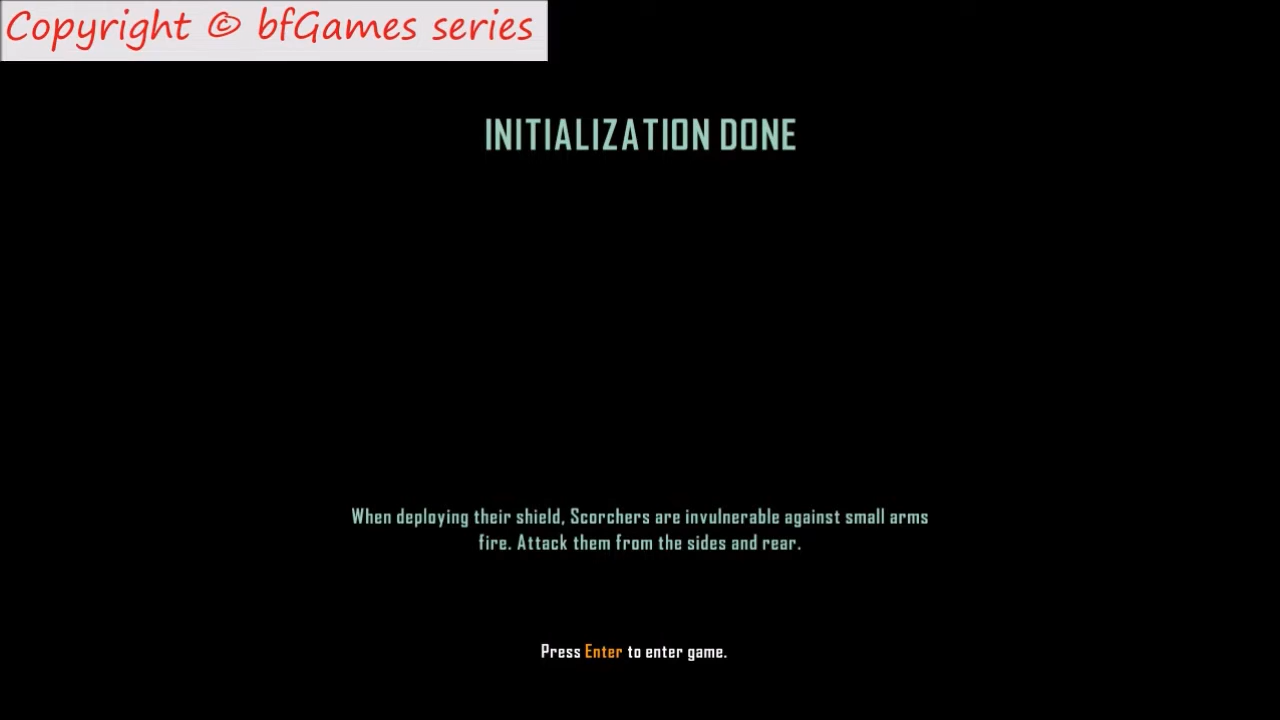 Copyright © bfGames series
INITIALIZATION DONE
When deploying their shield, Scorchers are invulnerable against small arms
fire. Attack them from the sides and rear.
Press Enter to enter game.